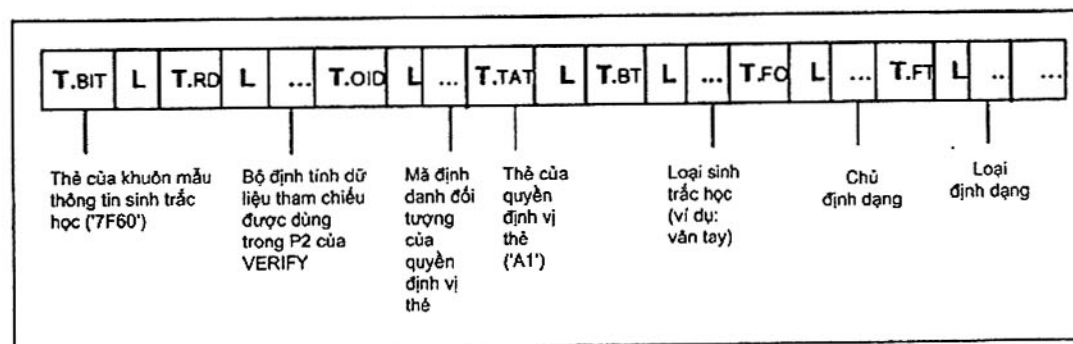 T.BIT L T.RD L ... T.OID L ... T.TAT L T.BT L ... T.FO L ... T.FT L .. ...
Thẻ của khuôn mẫu
thông tin sinh trắc
học ('7F60')
Bộ định tính dữ
liệu tham chiếu
được dùng
trong P2 của
VERIFY
Mã định
danh đối
tượng
của
quyền
định vị
thẻ
Thẻ của
quyền
định vị
thẻ
('A1')
Loại sinh
trắc học
(ví dụ:
vân tay)
Chủ
định dạng
Loại
định dạng